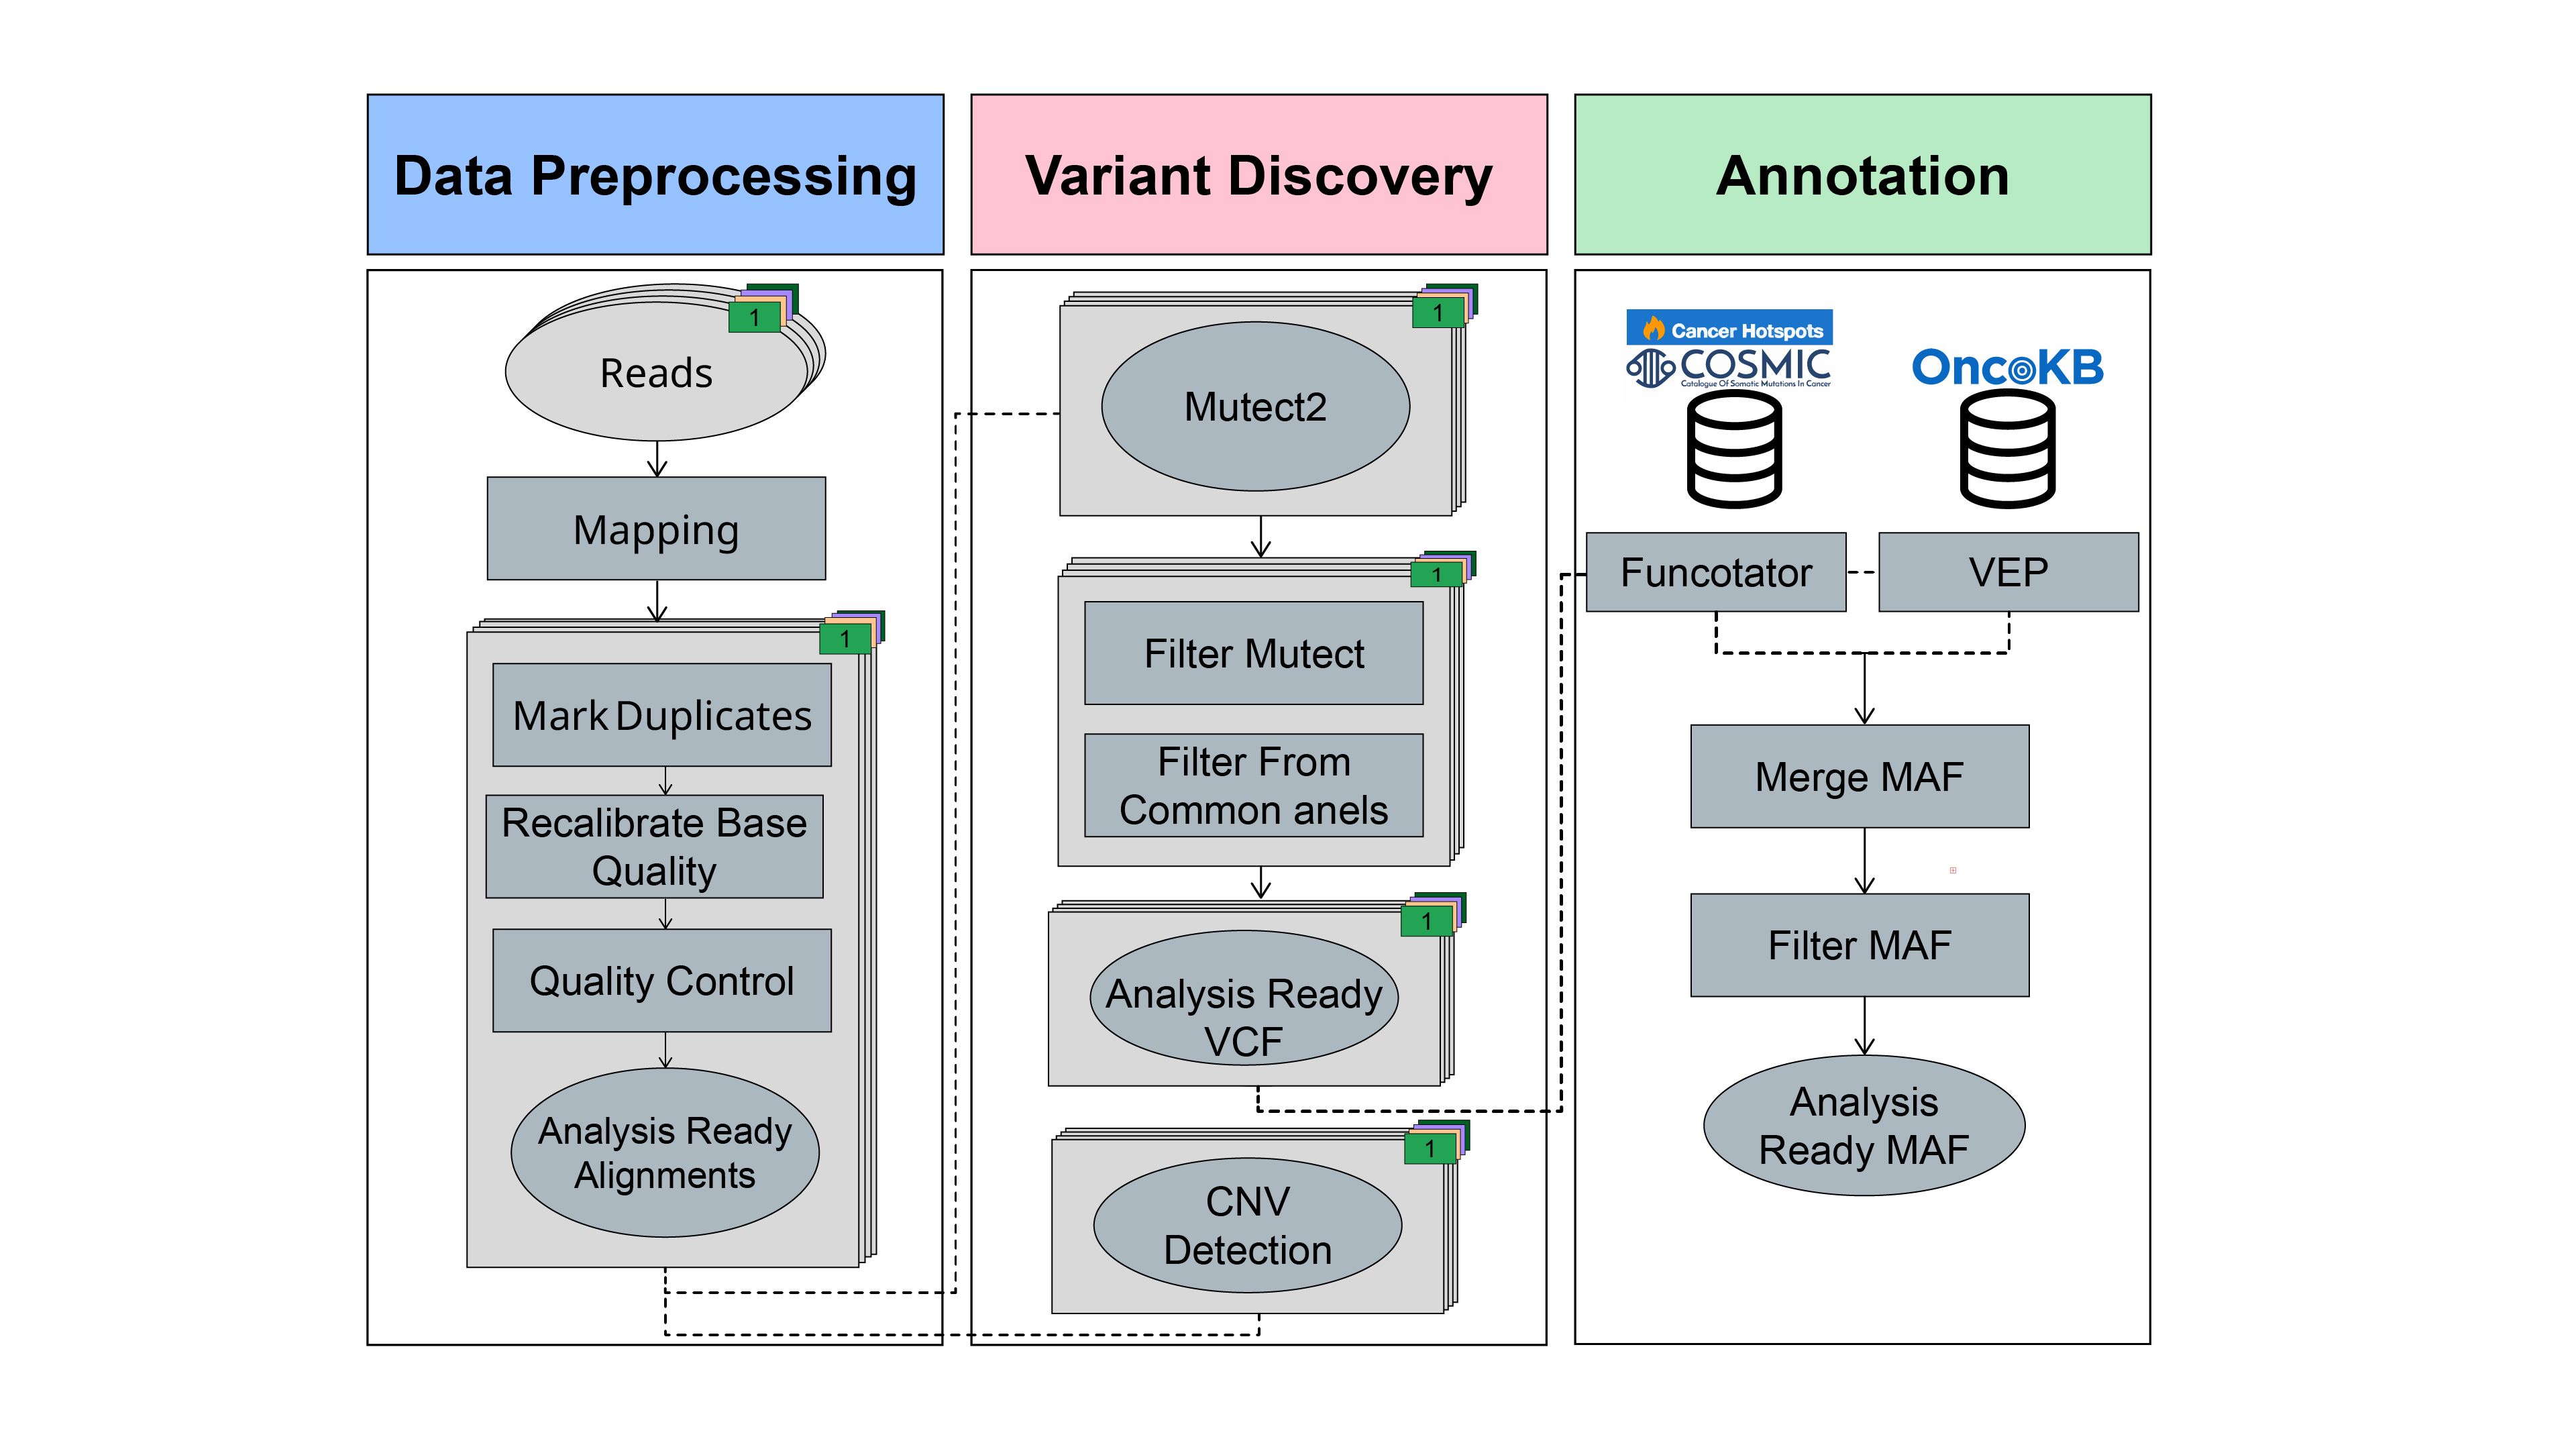 Data Preprocessing
Variant Discovery
Annotation
1
Reads
Mapping
1
Mark Duplicates
Recalibrate Base
Quality
Quality Control
Analysis Ready
Alignments
1
Mutect2
1
Filter Mutect
Filter From
Common anels
1
Analysis Ready
VCF
1
CNV
Detection
Cancer Hotspots
COSMIC
Catalogue Of Somatic Mutations In Cancer
OncoKB
Funcotator
VEP
Merge MAF
Filter MAF
Analysis
Ready MAF